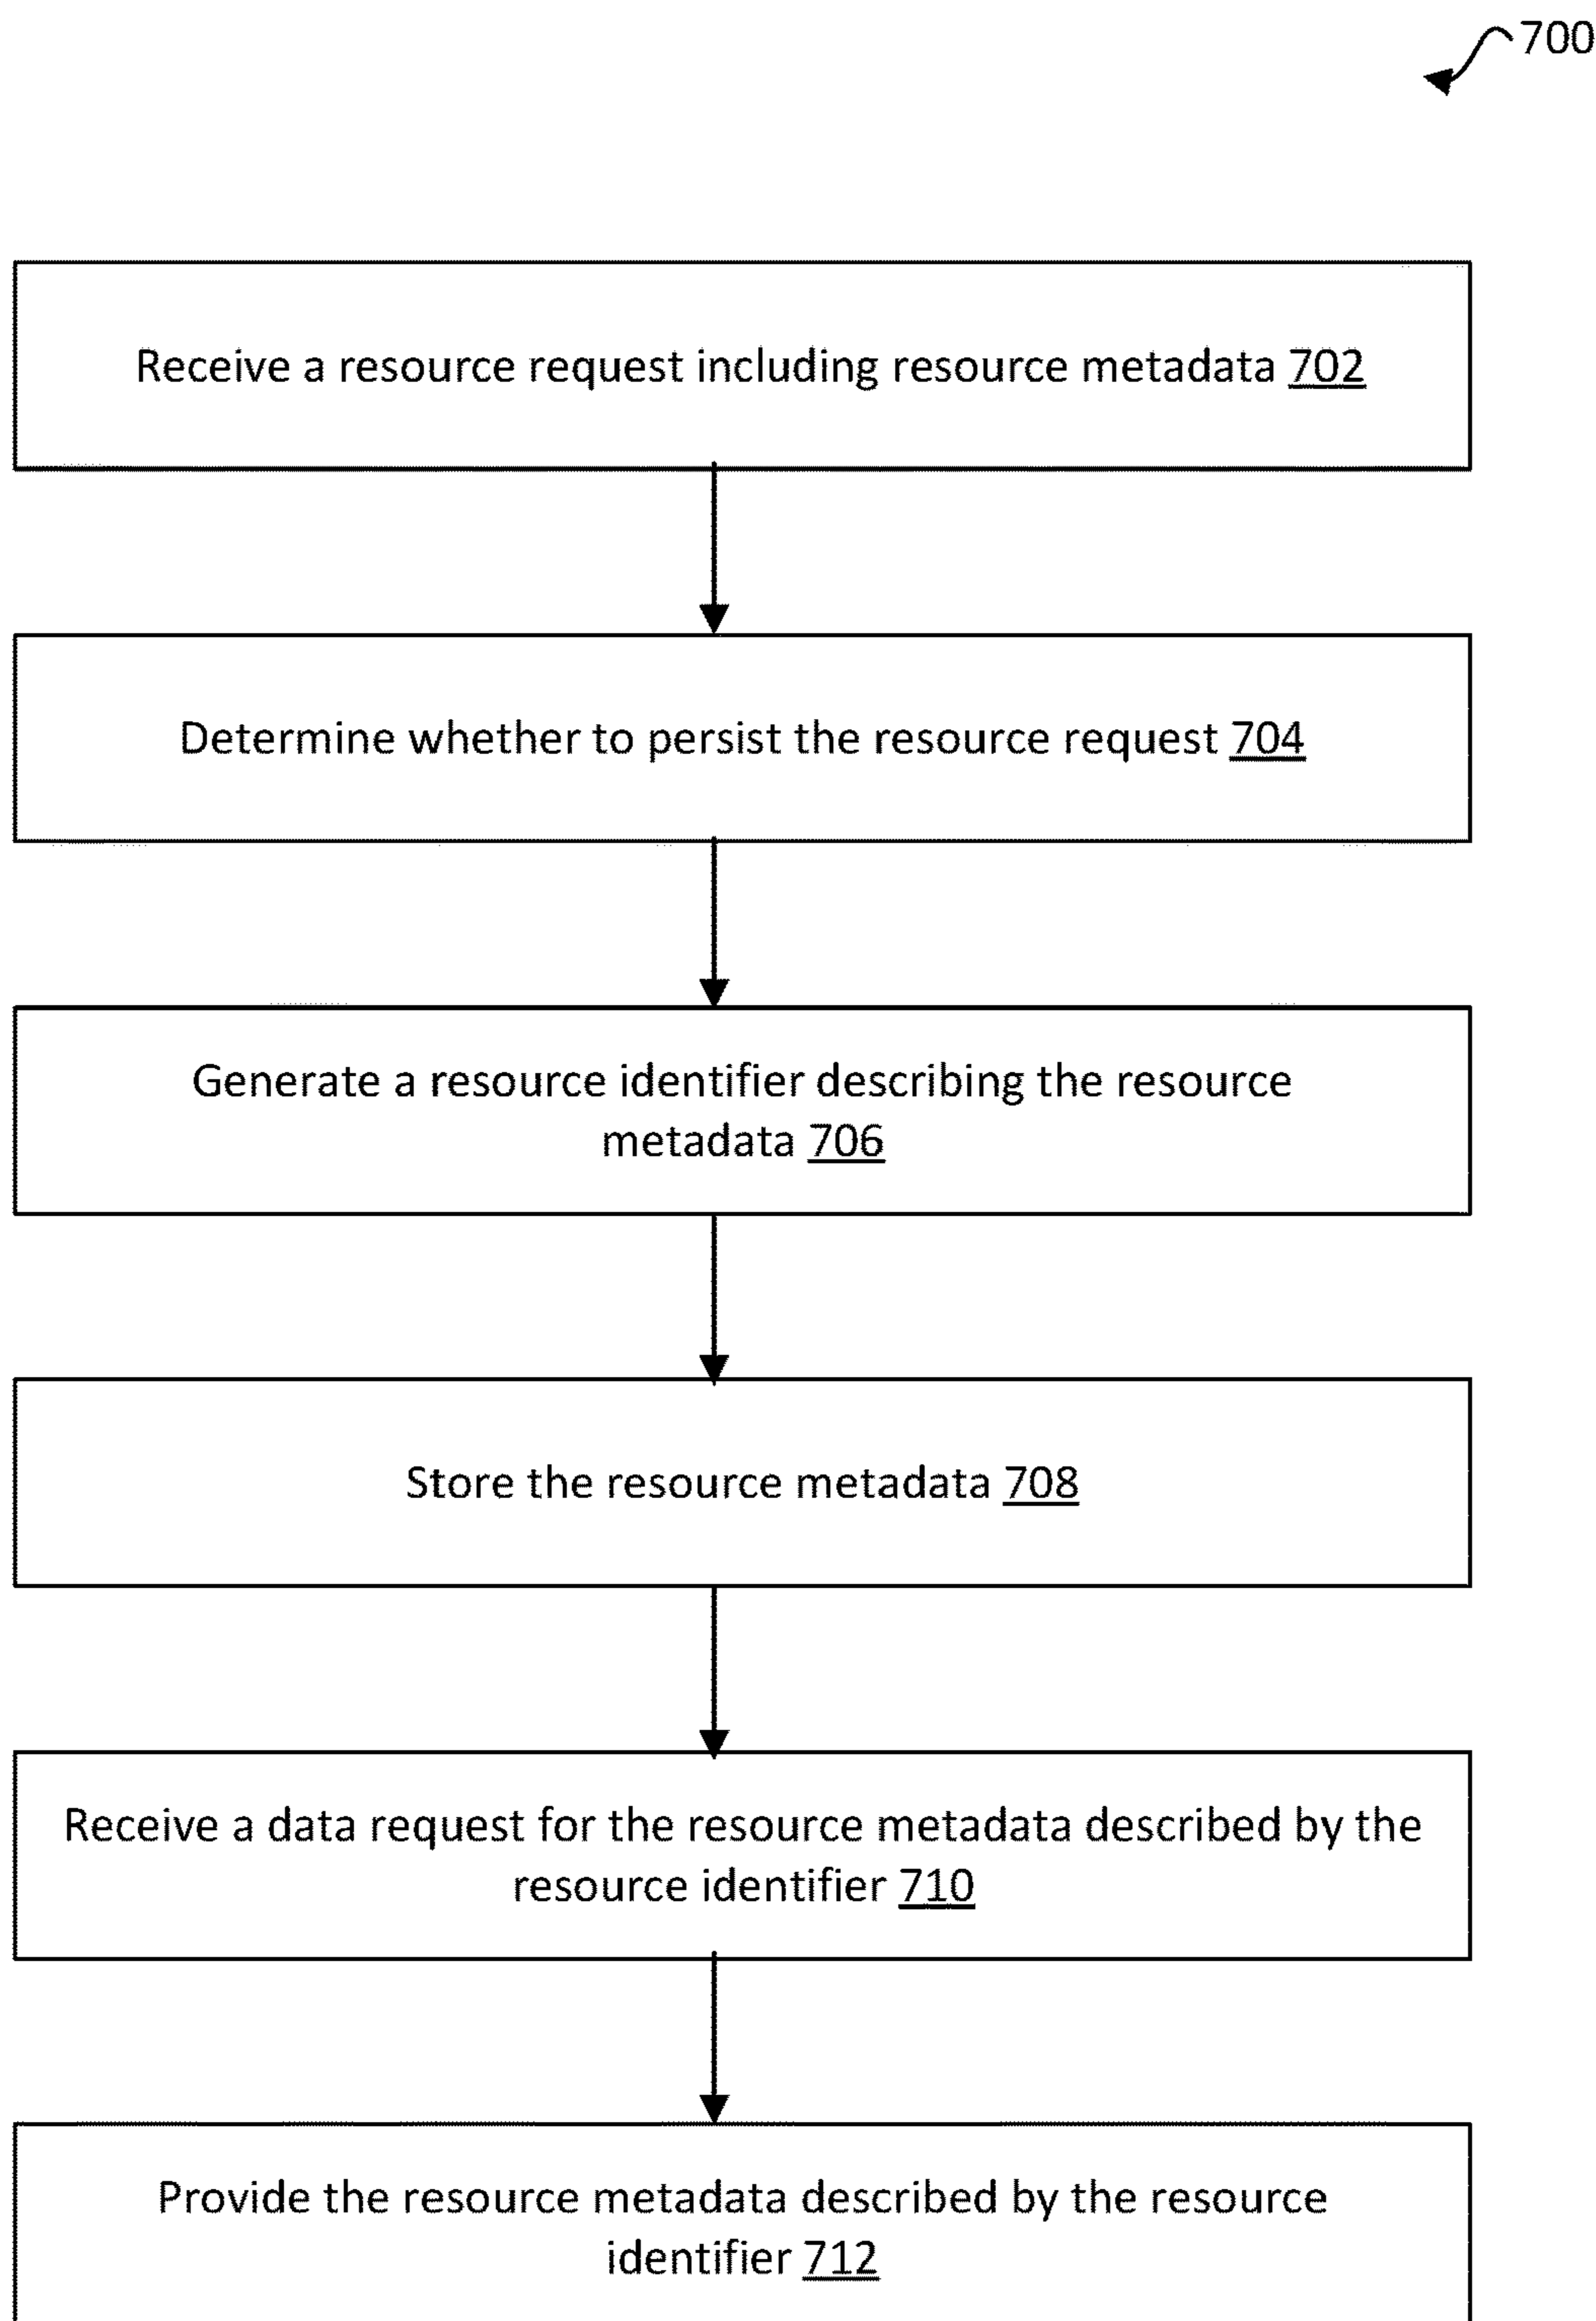 700
Receive a resource request including resource metadata 702
Determine whether to persist the resource request 704
Generate a resource identifier describing the resource
metadata 706
Store the resource metadata 708
Receive a data request for the resource metadata described by the
resource identifier 710
Provide the resource metadata described by the resource
identifier 712